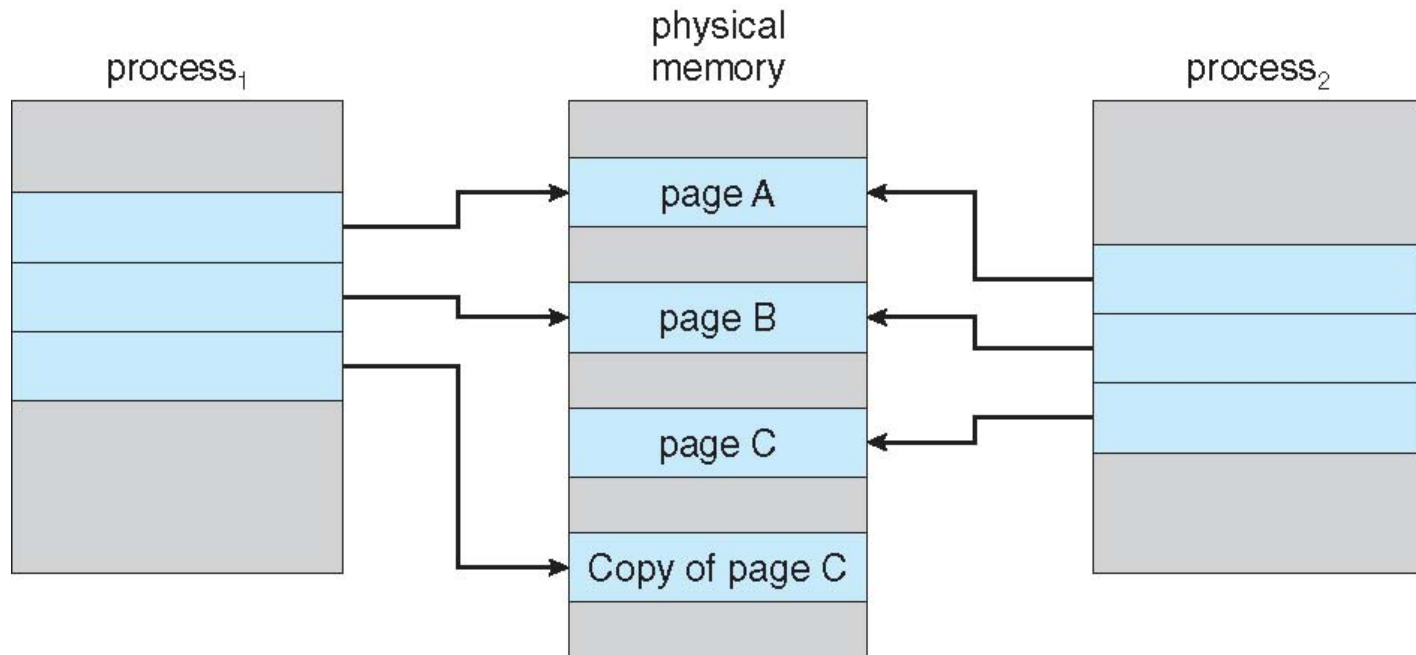 process₁
physical
memory
process₂
page A
page B
page C
Copy of page C